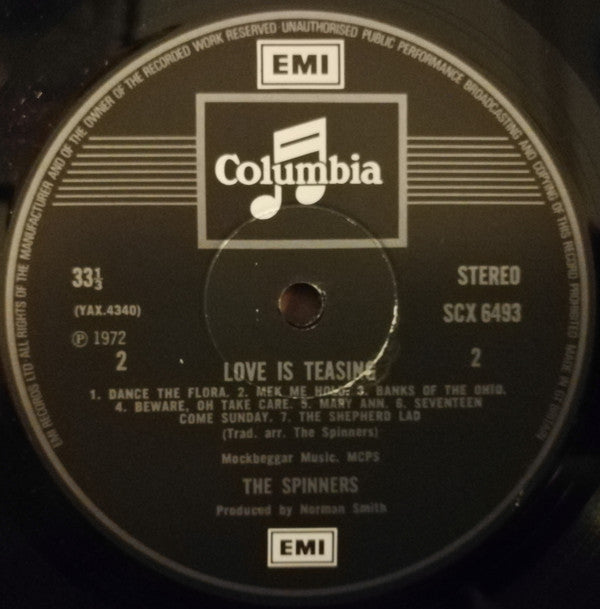 EMI RECORDS LTD ALL RIGHTS OF THE MANUFACTURER AND OF THE OWNER OF THE RECORDED WORK RESERVED UNAUTHORISED PUBLIC PERFORMANCE BROADCASTING AND COPYING OF THIS RECORD PROHIBITED MADE IN GT BRITAIN
EMI
Columbia
33⅓ STEREO
(YAX.4340) SCX 6493
Ⓟ 1972
2 LOVE IS TEASING 2
1. DANCE THE FLORA. 2. MEK ME HOLD. 3. BANKS OF THE OHIO.
4. BEWARE, OH TAKE CARE. 5. MARY ANN. 6. SEVENTEEN
COME SUNDAY. 7. THE SHEPHERD LAD
(Trad. arr. The Spinners)
Mockbeggar Music. MCPS
THE SPINNERS
Produced by Norman Smith
EMI